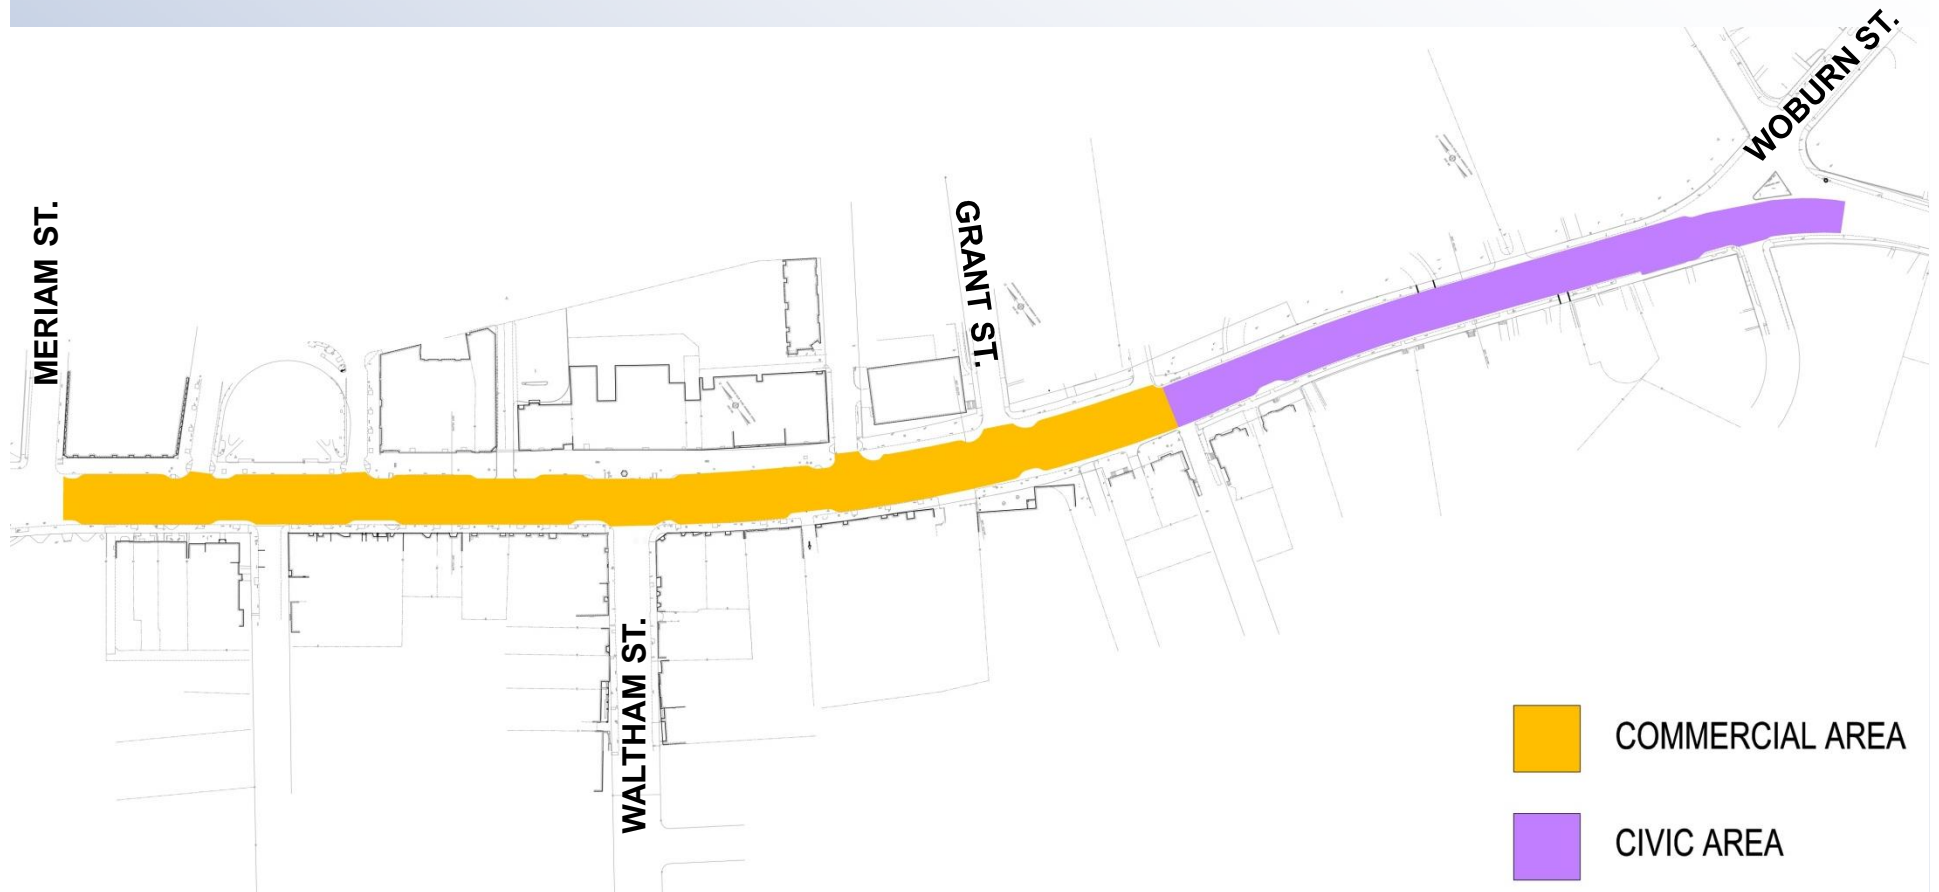 WOBURN ST.
MERIAM ST.
GRANT ST.
WALTHAM ST.
COMMERCIAL AREA
CIVIC AREA